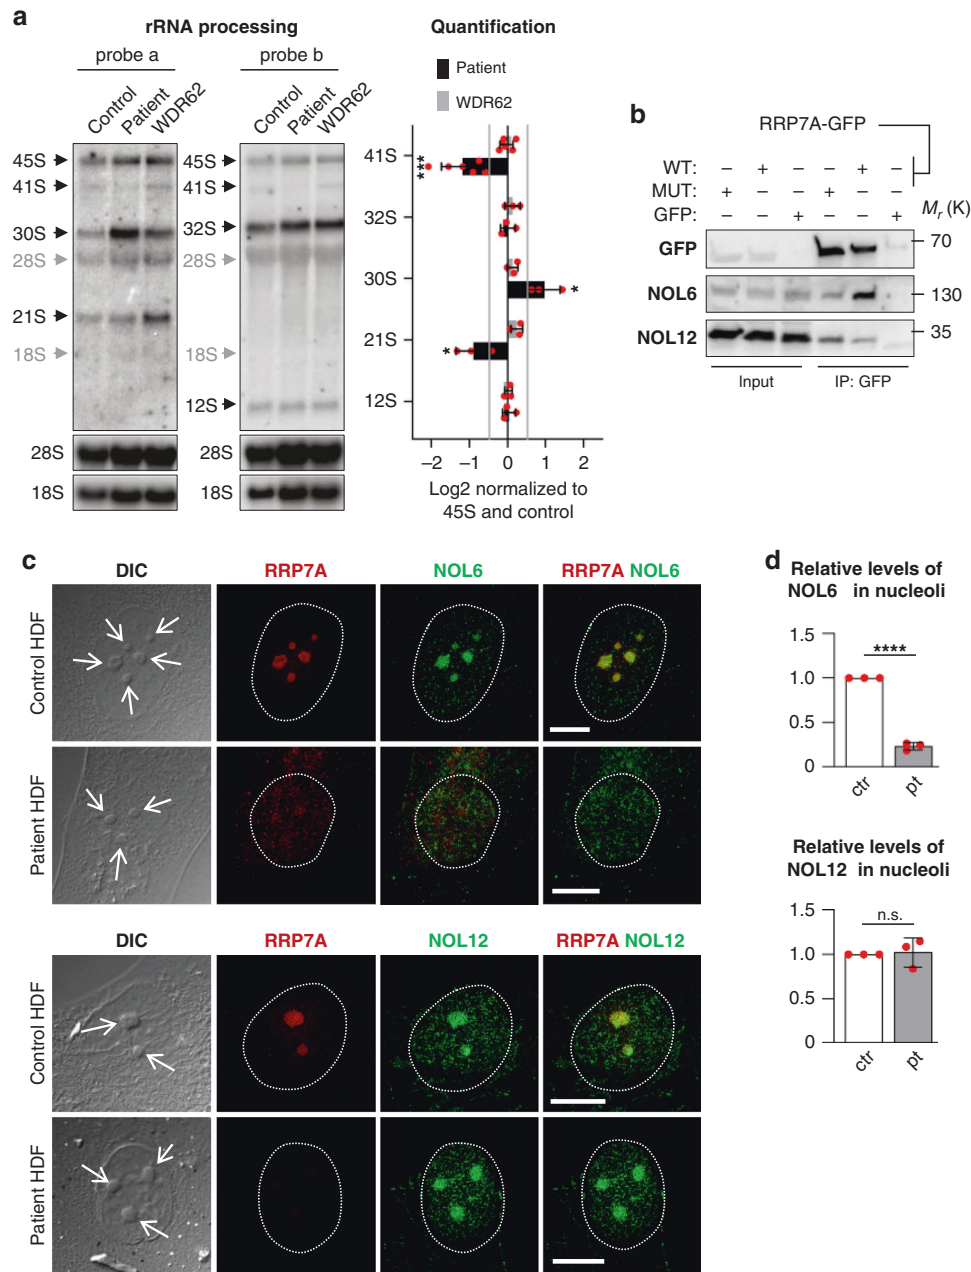 a
rRNA processing
probe a
probe b
Control
Patient
WDR62
Control
Patient
WDR62
45S
41S
30S
28S
21S
18S
28S
18S
45S
41S
32S
28S
18S
12S
28S
18S
Quantification
Patient
WDR62
41S
32S
30S
21S
12S
***
*
*
−2 −1 0 1 2
Log2 normalized to
45S and control
b
RRP7A-GFP
WT: – + – – + –
MUT: + – – + – –
GFP: – – + – – +
Mr (K)
GFP
70
NOL6
130
NOL12
35
Input
IP: GFP
c
DIC
RRP7A
NOL6
RRP7A NOL6
Control HDF
Patient HDF
DIC
RRP7A
NOL12
RRP7A NOL12
Control HDF
Patient HDF
d
Relative levels of
NOL6 in nucleoli
1.5
1.0
0.5
0
****
ctr
pt
Relative levels of
NOL12 in nucleoli
1.5
1.0
0.5
0
n.s.
ctr
pt